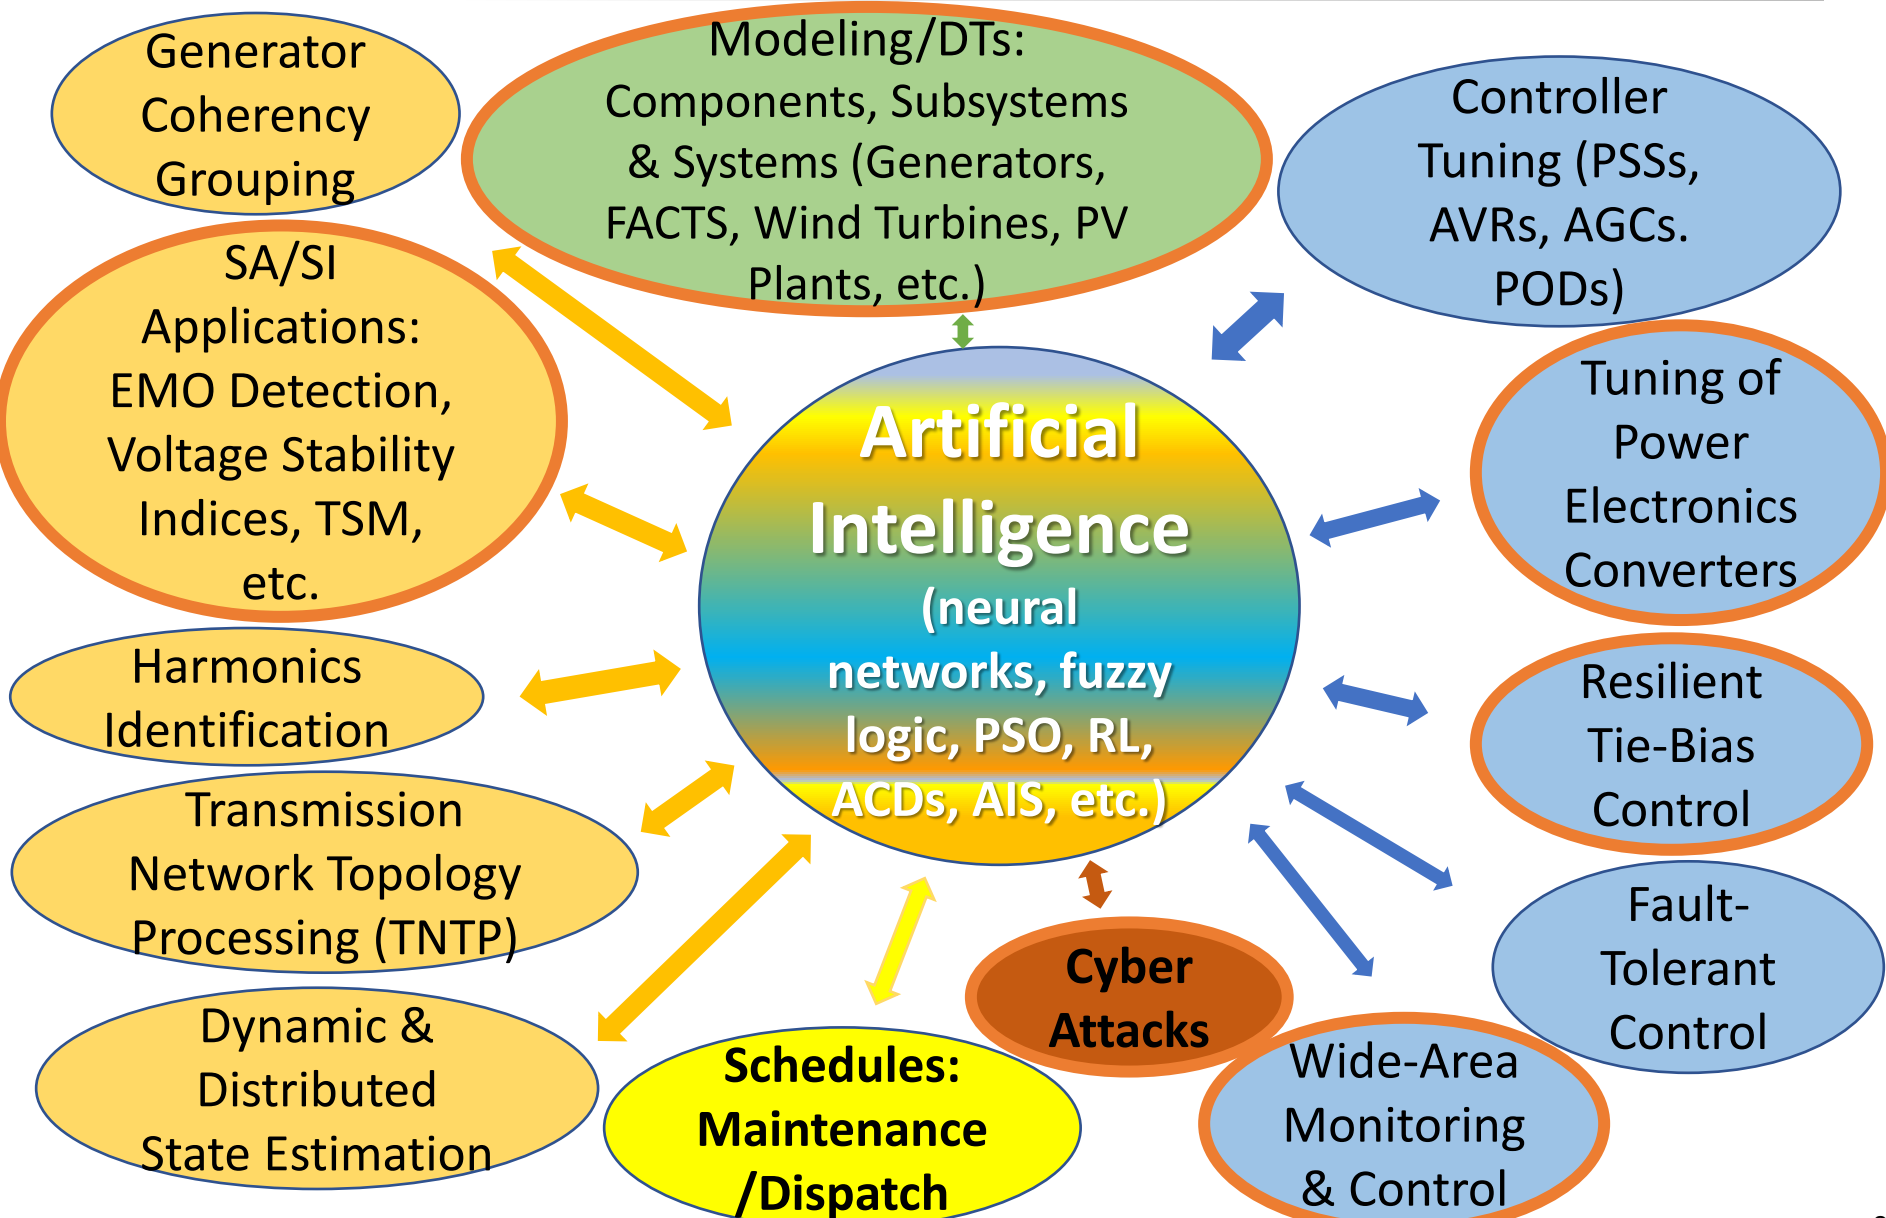 Generator
Coherency
Grouping
Modeling/DTs:
Components, Subsystems
& Systems (Generators,
FACTS, Wind Turbines, PV
Plants, etc.)
Controller
Tuning (PSSs,
AVRs, AGCs.
PODs)
SA/SI
Applications:
EMO Detection,
Voltage Stability
Indices, TSM,
etc.
Artificial
Intelligence
(neural
networks, fuzzy
logic, PSO, RL,
ACDs, AIS, etc.)
Tuning of
Power
Electronics
Converters
Harmonics
Identification
Resilient
Tie-Bias
Control
Transmission
Network Topology
Processing (TNTP)
Fault-
Tolerant
Control
Dynamic &
Distributed
State Estimation
Schedules:
Maintenance
/Dispatch
Cyber
Attacks
Wide-Area
Monitoring
& Control